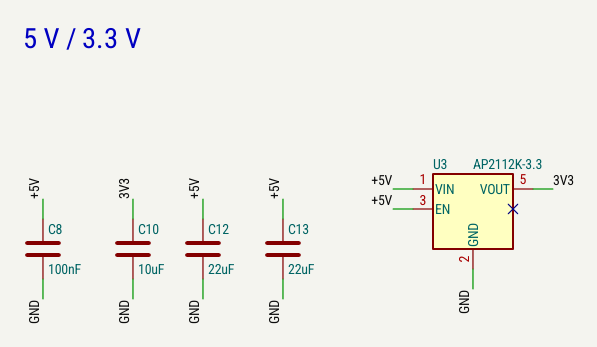 5 V / 3.3 V
U3 AP2112K-3.3
+5V 1 VIN VOUT 5 3V3
+5V 3 EN
GND
2
GND
+5V 3V3 +5V +5V
C8 C10 C12 C13
100nF 10uF 22uF 22uF
GND GND GND GND